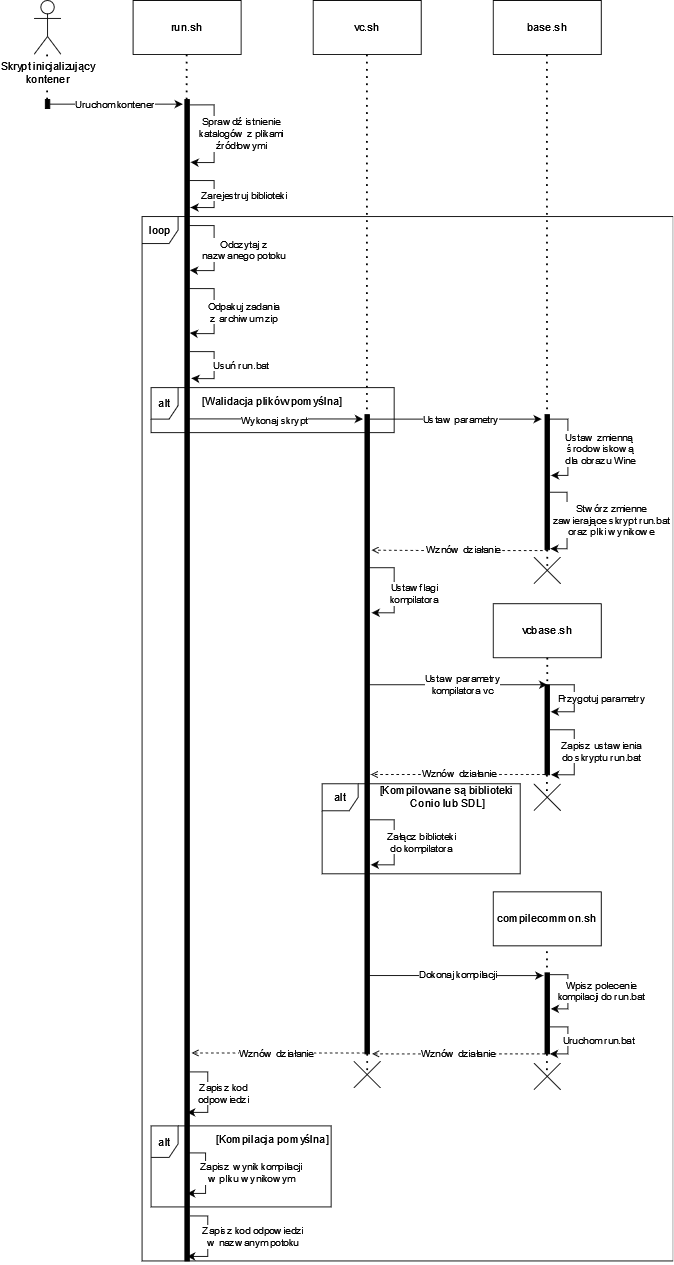 run.sh
vc.sh
base.sh
Skrypt inicjalizujący
kontener
Uruchom kontener
Sprawdź istnienie
katalogów z plikami
źródłowymi
Zarejestruj biblioteki
loop
Odczytaj z
nazwanego potoku
Odpakuj zadania
z archiwum zip
Usuń run.bat
alt
[Walidacja plików pomyślna]
Wykonaj skrypt
Ustaw parametry
Ustaw zmienną
środowiskową
dla obrazu Wine
Stwórz zmienne
zawierające skrypt run.bat
oraz plki wynikowe
Wznów działanie
Ustaw flagi
kompilatora
vcbase.sh
Ustaw parametry
kompilatora vc
Przygotuj parametry
Zapisz ustawienia
do skryptu run.bat
Wznów działanie
alt
[Kompilowane są biblioteki
Conio lub SDL]
Załącz biblioteki
do kompilatora
compilecommon.sh
Dokonaj kompilacji
Wpisz polecenie
kompilacji do run.bat
Uruchom run.bat
Wznów działanie
Wznów działanie
Zapisz kod
odpowiedzi
alt
[Kompilacja pomyślna]
Zapisz wynik kompilacji
w plku wynikowym
Zapisz kod odpowiedzi
w nazwanym potoku